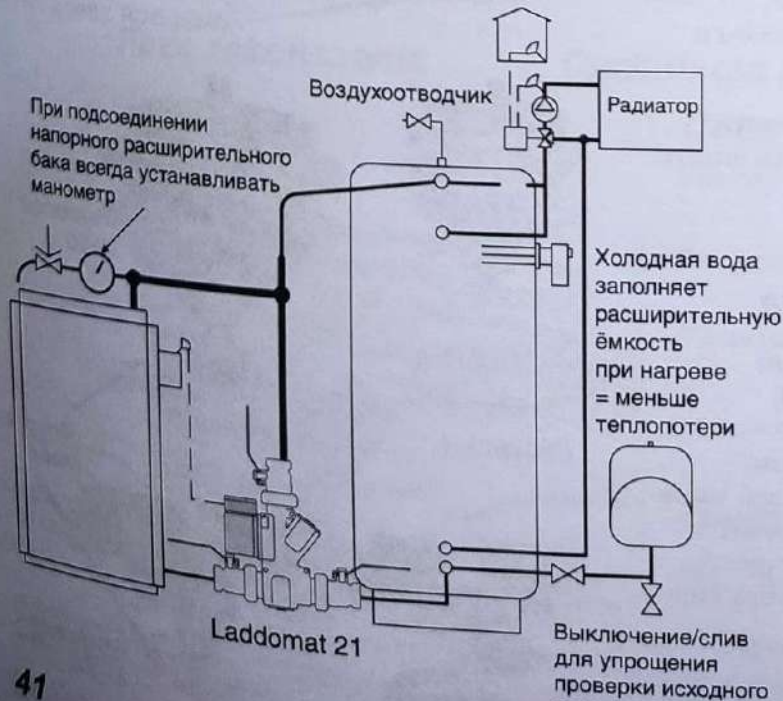 При подсоединении
напорного расширительного
бака всегда устанавливать
манометр
Воздухоотводчик
Радиатор
Холодная вода
заполняет
расширительную
ёмкость
при нагреве
= меньше
теплопотери
Laddomat 21
Выключение/слив
для упрощения
проверки исходного
41